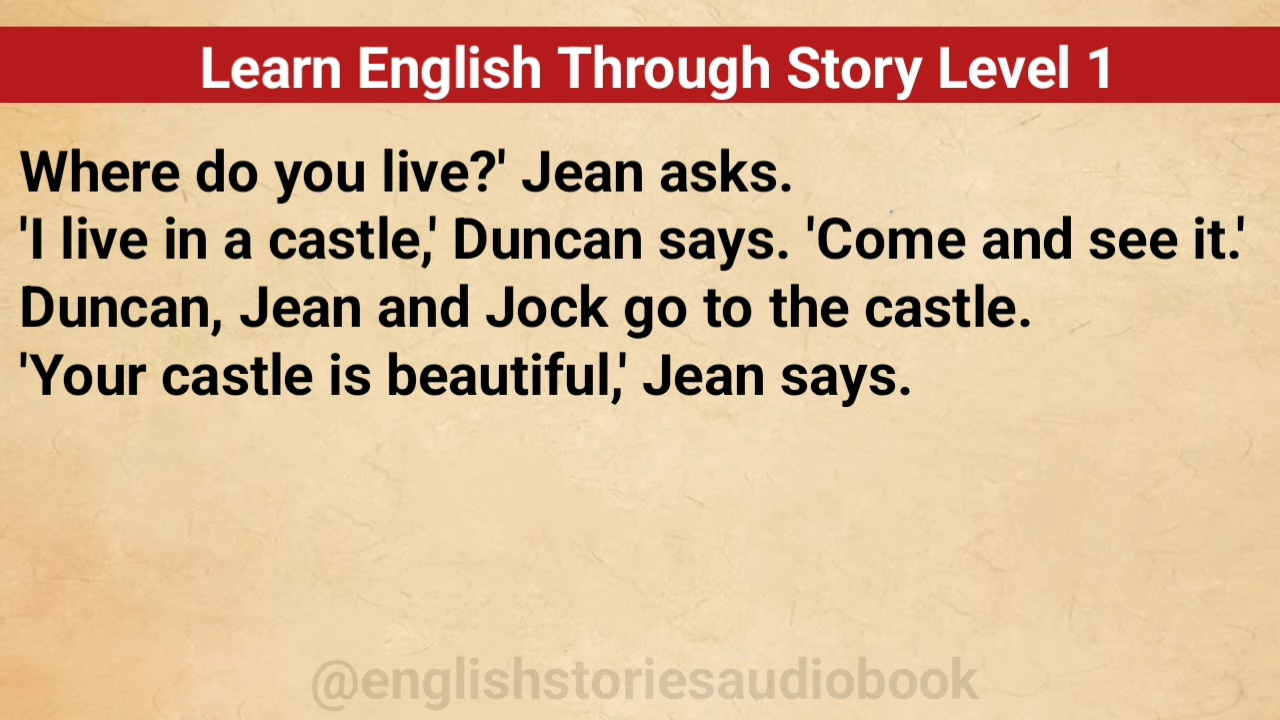 Learn English Through Story Level 1
Where do you live?' Jean asks.
'I live in a castle,' Duncan says. 'Come and see it.'
Duncan, Jean and Jock go to the castle.
'Your castle is beautiful,' Jean says.
@englishstoriesaudiobook